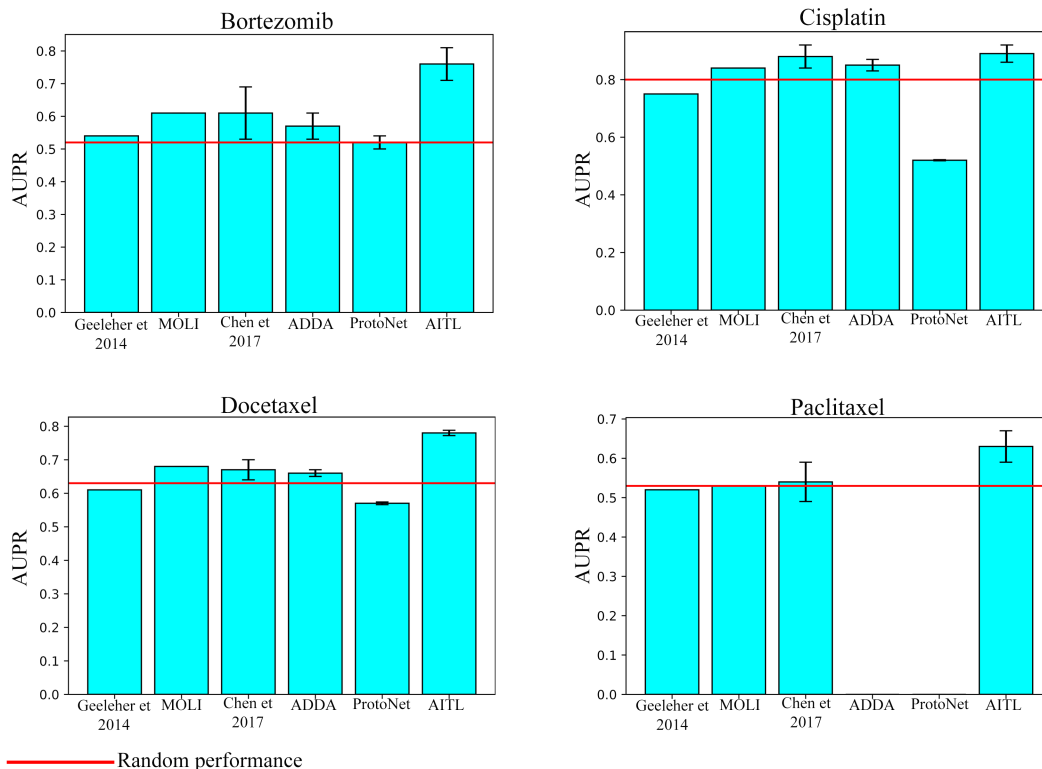 Bortezomib
AUPR
0.8
0.7
0.6
0.5
0.4
0.3
0.2
0.1
0.0
Geeleher et
2014
MOLI
Chen et
2017
ADDA
ProtoNet
AITL
Cisplatin
AUPR
0.8
0.6
0.4
0.2
0.0
Geeleher et
2014
MOLI
Chen et
2017
ADDA
ProtoNet
AITL
Docetaxel
AUPR
0.8
0.7
0.6
0.5
0.4
0.3
0.2
0.1
0.0
Geeleher et
2014
MOLI
Chen et
2017
ADDA
ProtoNet
AITL
Paclitaxel
AUPR
0.7
0.6
0.5
0.4
0.3
0.2
0.1
0.0
Geeleher et
2014
MOLI
Chen et
2017
ADDA
ProtoNet
AITL
Random performance